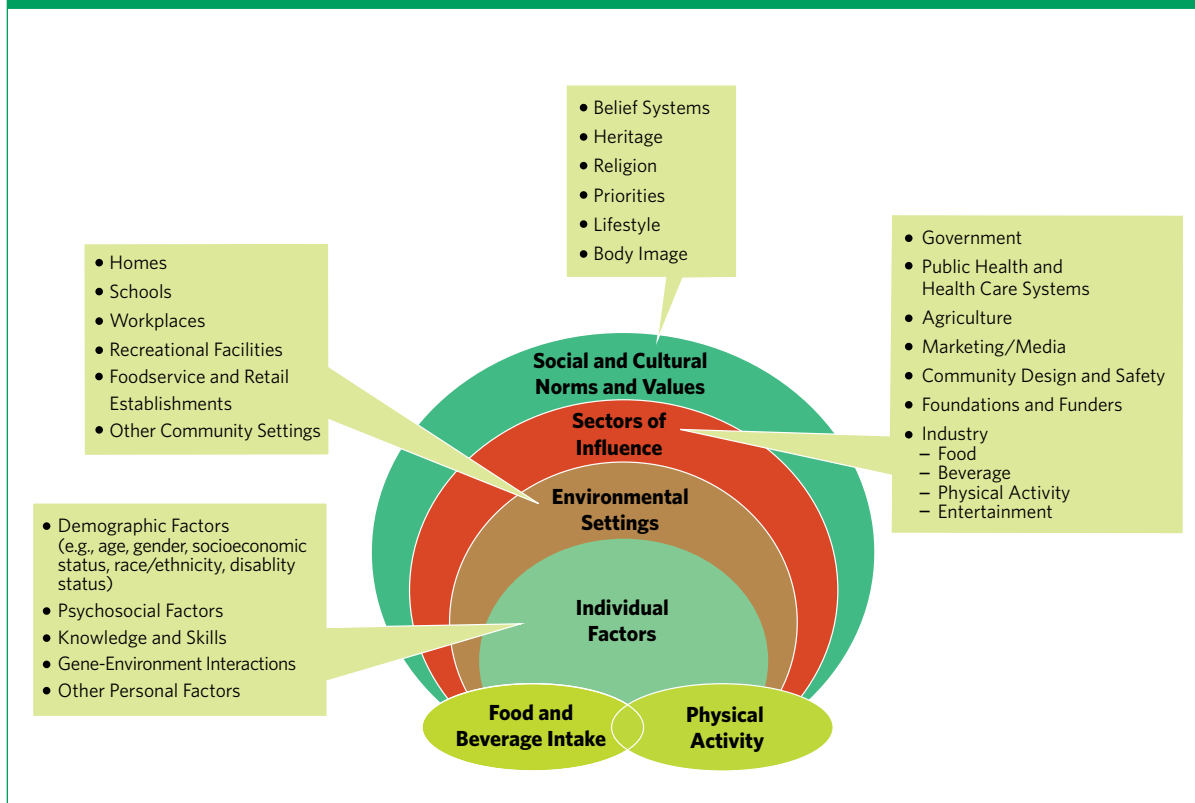 • Belief Systems
• Heritage
• Religion
• Priorities
• Lifestyle
• Body Image
• Homes
• Schools
• Workplaces
• Recreational Facilities
• Foodservice and Retail
Establishments
• Other Community Settings
• Government
• Public Health and
Health Care Systems
• Agriculture
• Marketing/Media
• Community Design and Safety
• Foundations and Funders
• Industry
– Food
– Beverage
– Physical Activity
– Entertainment
• Demographic Factors
(e.g., age, gender, socioeconomic
status, race/ethnicity, disablity
status)
• Psychosocial Factors
• Knowledge and Skills
• Gene-Environment Interactions
• Other Personal Factors
Social and Cultural
Norms and Values
Sectors of
Influence
Environmental
Settings
Individual
Factors
Food and
Beverage Intake
Physical
Activity